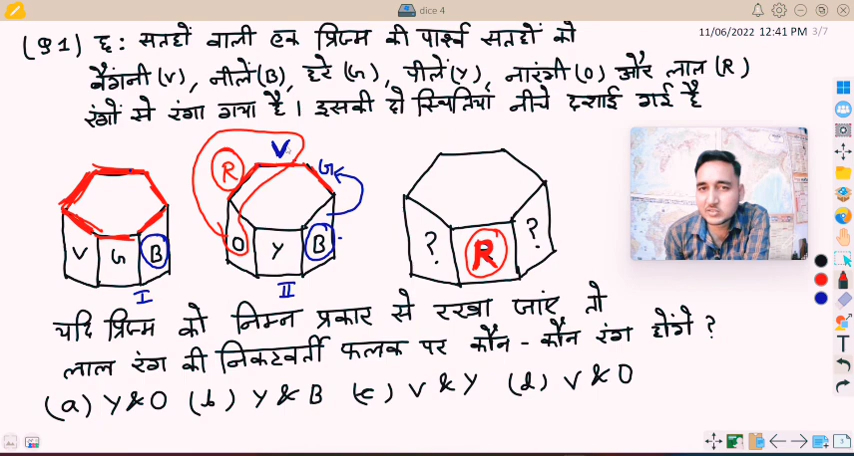 dice 4
11/06/2022 12:41 PM 3/7
(Q1) छ: सतहों वाली एक प्रिज्म की पार्श्व सतहों को
बैंगनी (V), नीलें (B), हरे (G), पीलें (Y), नारंगी (O) और लाल (R)
रंगों से रंगा गया है। इसकी दो स्थितियां नीचे दर्शाई गई है
V
R G
V G B
O Y B
? R ?
I II
यदि प्रिज्म को निम्न प्रकार से रखा जाएं तो
लाल रंग की निकटवर्ती फलक पर कौन - कौन रंग होंगे ?
(a) Y & O (b) Y & B (c) V & Y (d) V & O